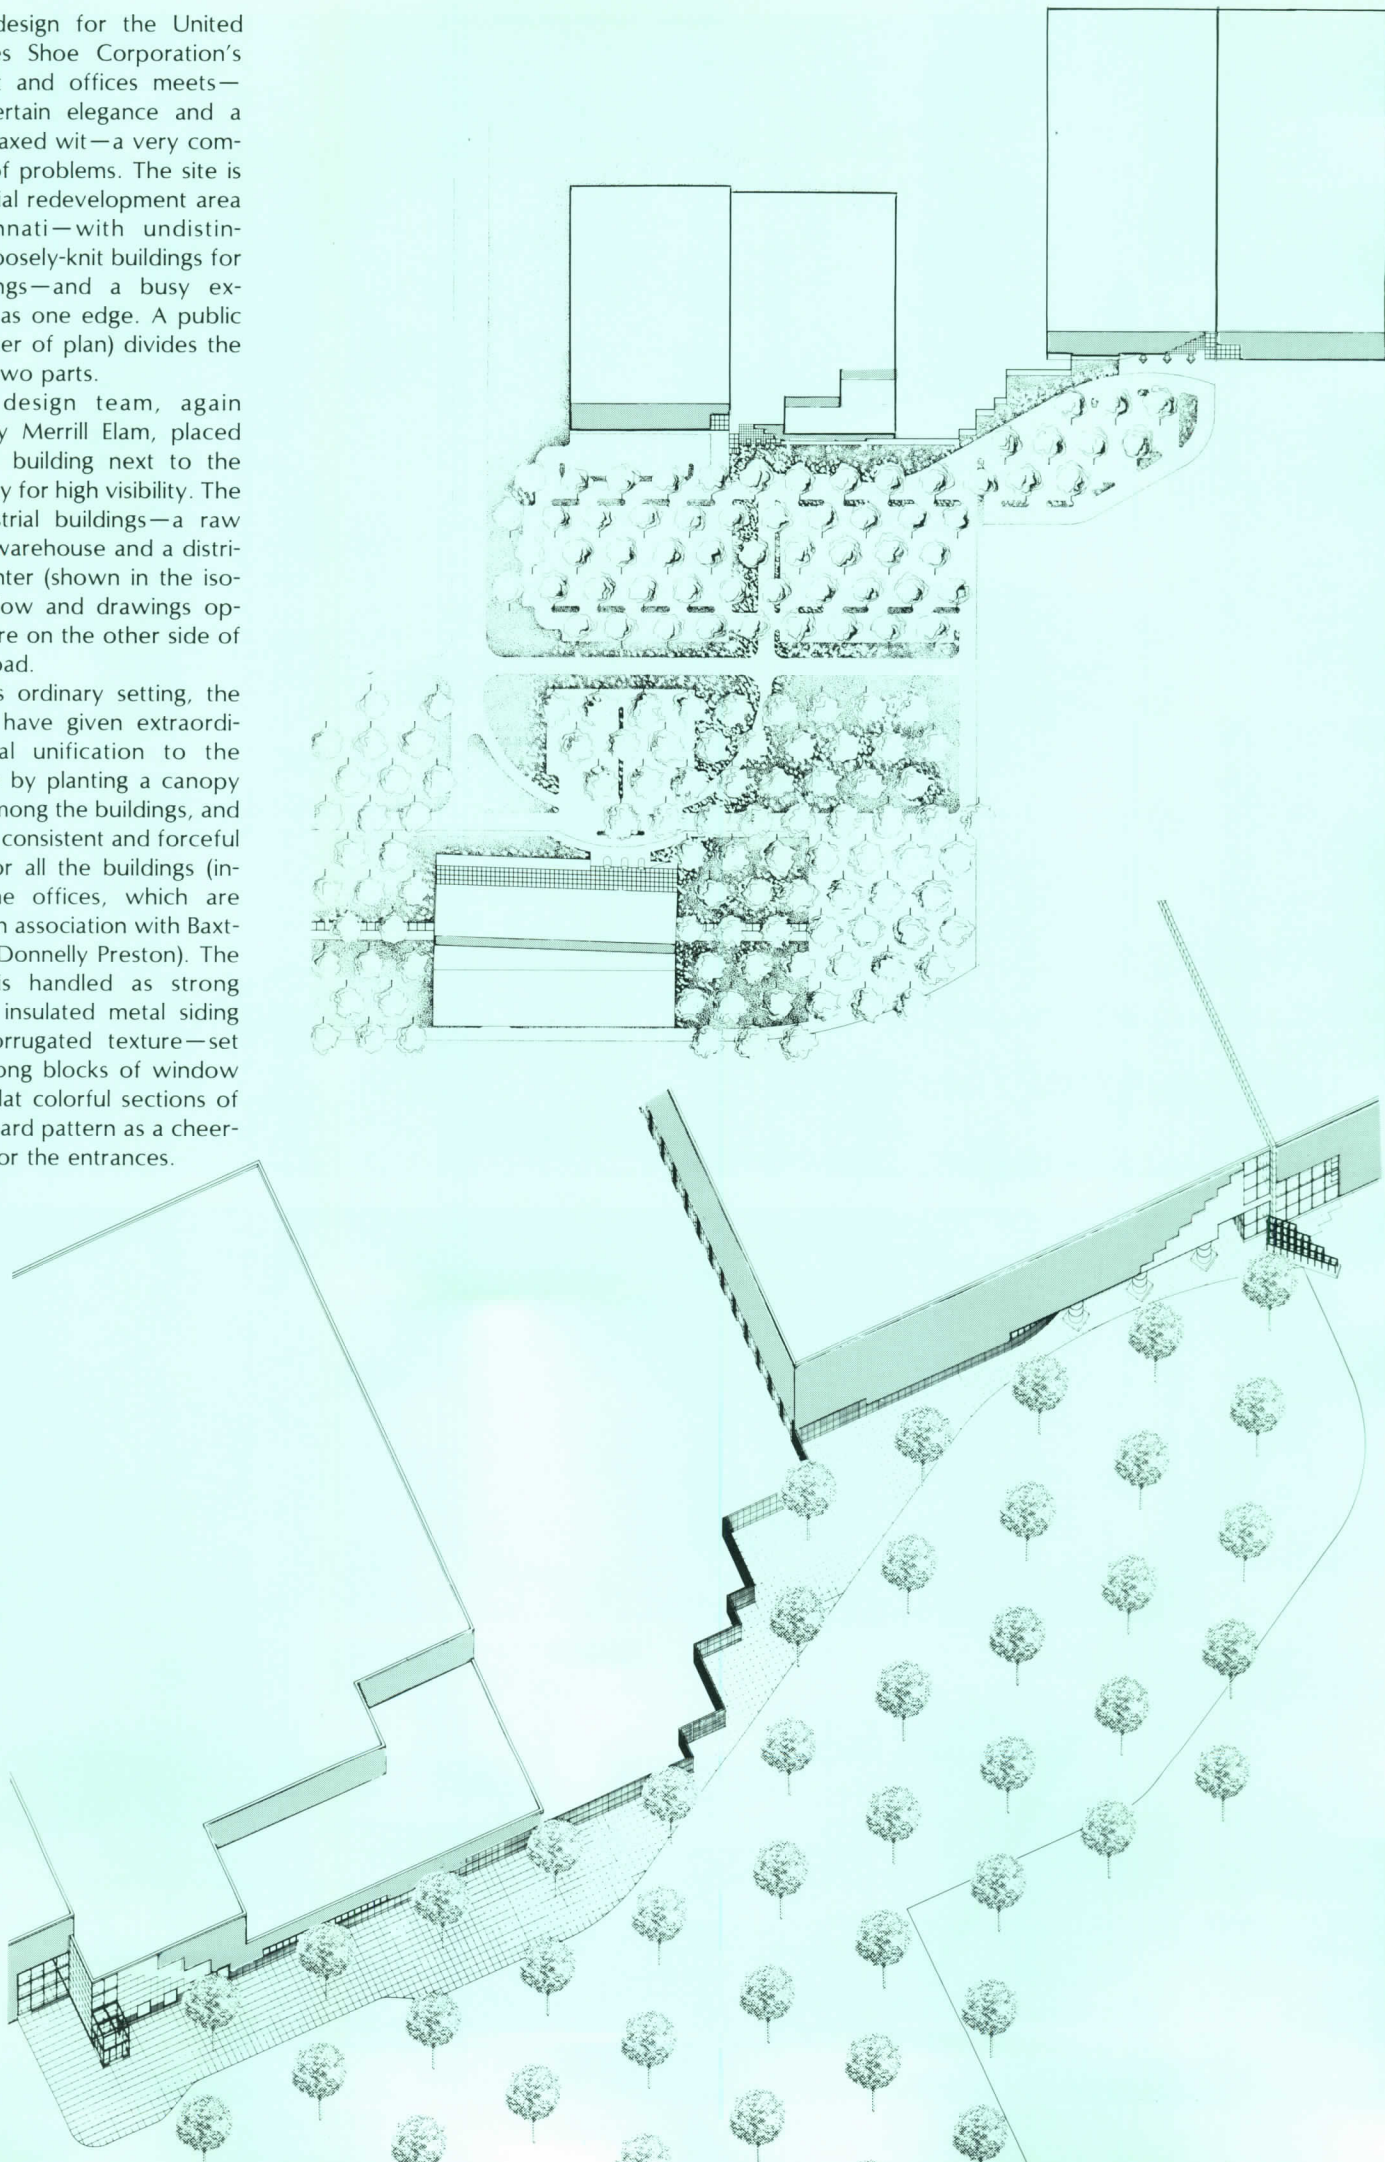 design for the United
es Shoe Corporation's
t and offices meets—
ertain elegance and a
axed wit—a very com-
of problems. The site is
ial redevelopment area
nnati—with undistin-
oosely-knit buildings for
ngs—and a busy ex-
as one edge. A public
er of plan) divides the
two parts.
design team, again
y Merrill Elam, placed
building next to the
y for high visibility. The
strial buildings—a raw
warehouse and a distri-
nter (shown in the iso-
ow and drawings op-
re on the other side of
oad.
s ordinary setting, the
have given extraordi-
al unification to the
by planting a canopy
mong the buildings, and
consistent and forceful
or all the buildings (in-
he offices, which are
n association with Baxt-
Donnelly Preston). The
is handled as strong
insulated metal siding
orrugated texture—set
ong blocks of window
lat colorful sections of
ard pattern as a cheer-
or the entrances.